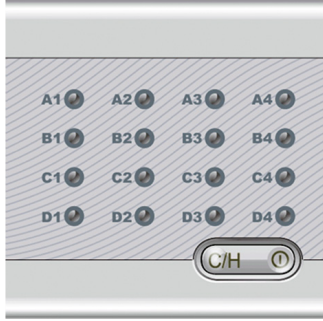 A1 A2 A3 A4
B1 B2 B3 B4
C1 C2 C3 C4
D1 D2 D3 D4
C/H